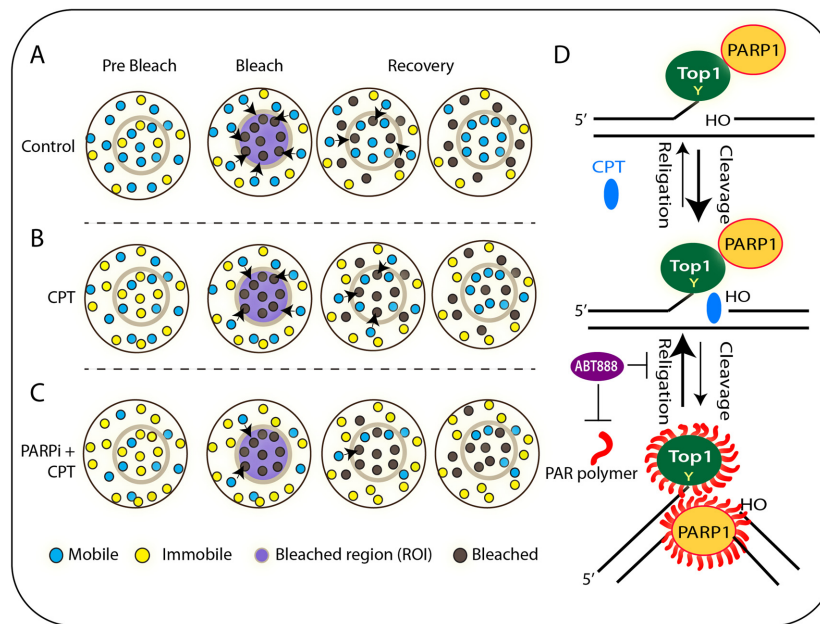 A
Pre Bleach
Bleach
Recovery
Control
B
CPT
C
PARPi +
CPT
Mobile
Immobile
Bleached region (ROI)
Bleached
D
PARP1
Top1
Y
5′
HO
CPT
Religation
Cleavage
PARP1
Top1
Y
HO
5′
ABT888
Religation
Cleavage
PAR polymer
Top1
Y
HO
PARP1
5′